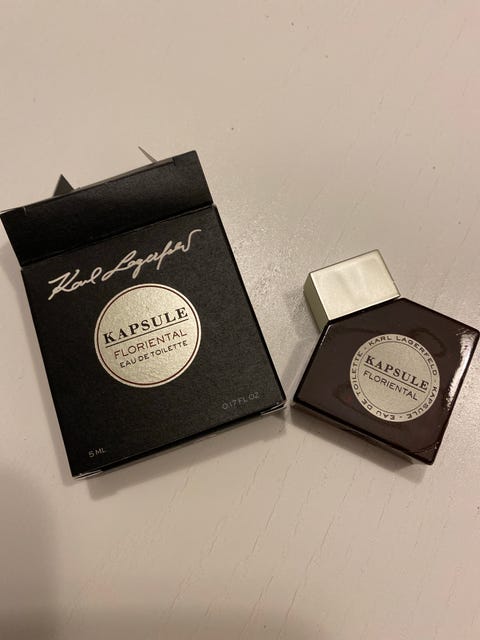 Karl Lagerfeld
KAPSULE
FLORIENTAL
EAU DE TOILETTE
5 ML
0.17 FL OZ
KARL LAGERFELD - KAPSULE - EAU DE TOILETTE -
KAPSULE
FLORIENTAL